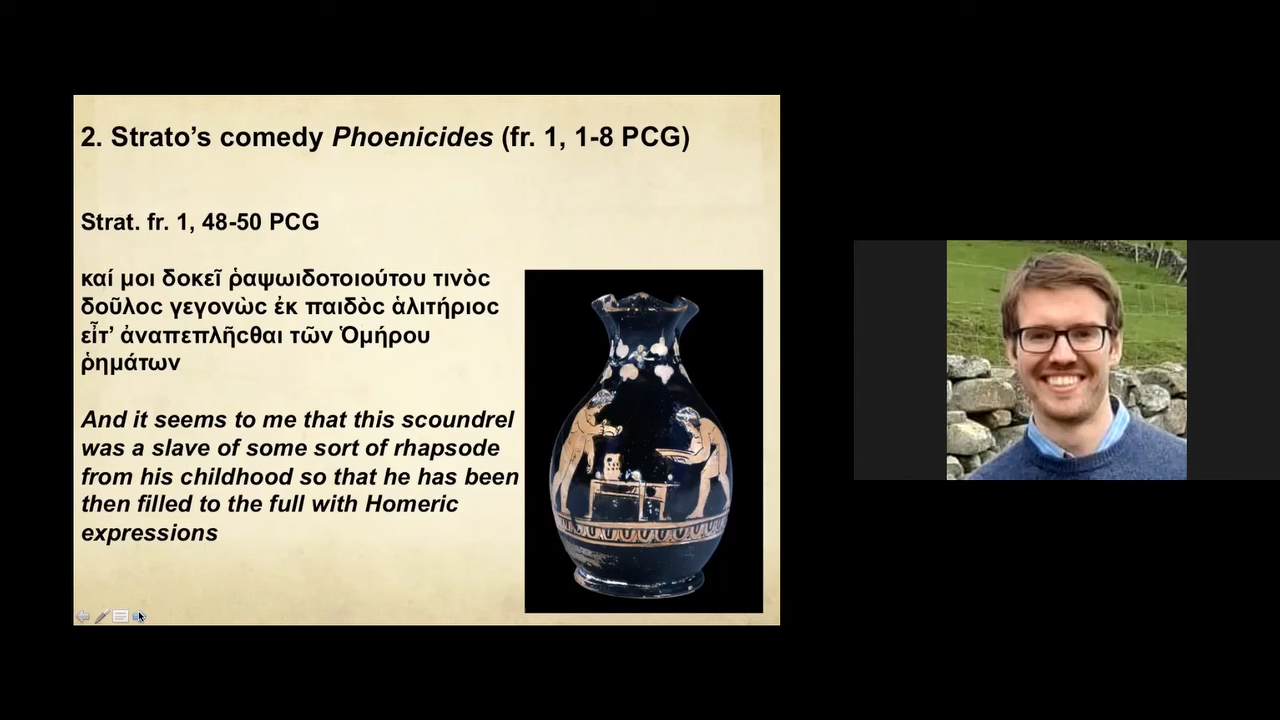 2. Strato’s comedy Phoenicides (fr. 1, 1-8 PCG)
Strat. fr. 1, 48-50 PCG
καί μοι δοκεῖ ῥαψωιδοτοιούτου τινὸϲ
δοῦλοϲ γεγονὼϲ ἐκ παιδὸϲ ἁλιτήριοϲ
εἶτ’ ἀναπεπλῆϲθαι τῶν Ὁμήρου
ῥημάτων
And it seems to me that this scoundrel
was a slave of some sort of rhapsode
from his childhood so that he has been
then filled to the full with Homeric
expressions